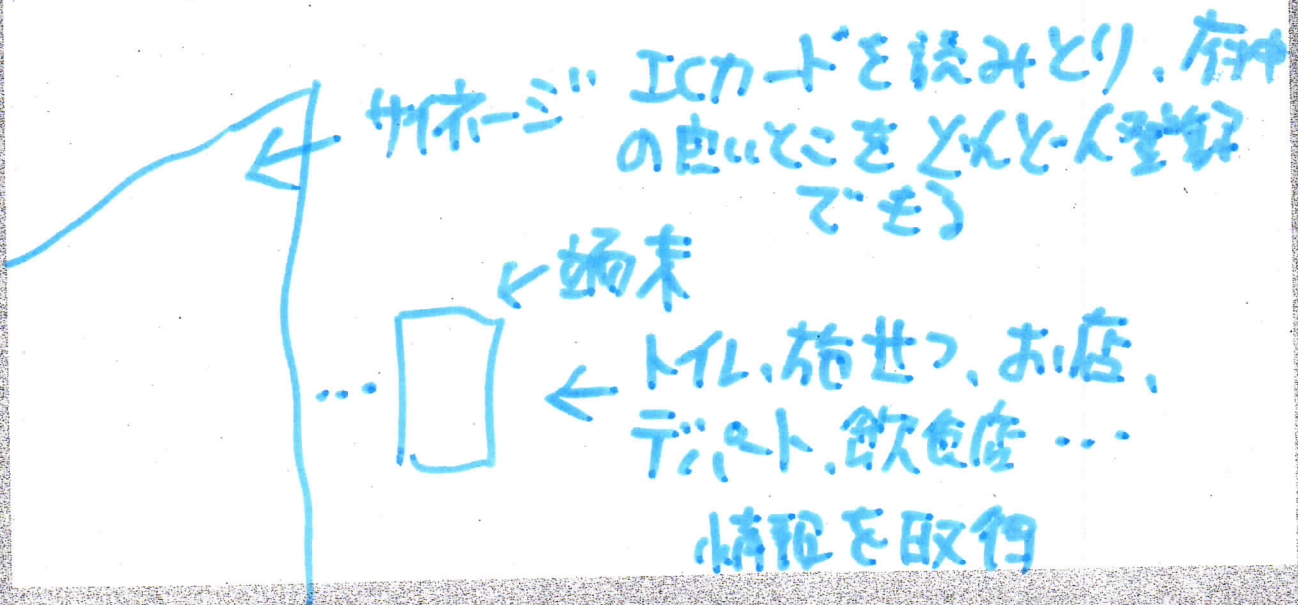 サイネージ
ICカードを読みとり、府中
の良いとこをどんどん登録
できる
端末
トイレ、施せつ、お店、
デパート、飲食店…
情報を取得